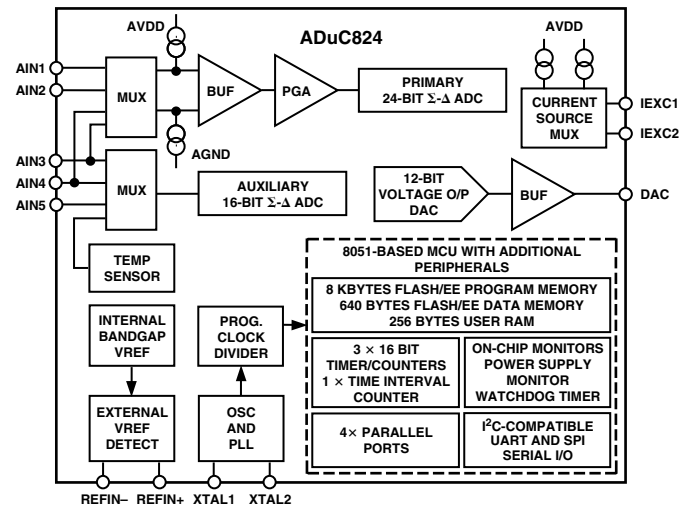 AVDD
ADuC824
AVDD
AIN1
AIN2
MUX
BUF
PGA
PRIMARY
24-BIT Σ-Δ ADC
CURRENT
SOURCE
MUX
IEXC1
IEXC2
AGND
AIN3
AIN4
AIN5
MUX
AUXILIARY
16-BIT Σ-Δ ADC
12-BIT
VOLTAGE O/P
DAC
BUF
DAC
TEMP
SENSOR
8051-BASED MCU WITH ADDITIONAL
PERIPHERALS
8 KBYTES FLASH/EE PROGRAM MEMORY
640 BYTES FLASH/EE DATA MEMORY
256 BYTES USER RAM
INTERNAL
BANDGAP
VREF
PROG.
CLOCK
DIVIDER
3 × 16 BIT
TIMER/COUNTERS
1 × TIME INTERVAL
COUNTER
ON-CHIP MONITORS
POWER SUPPLY
MONITOR
WATCHDOG TIMER
EXTERNAL
VREF
DETECT
OSC
AND
PLL
4× PARALLEL
PORTS
I²C-COMPATIBLE
UART AND SPI
SERIAL I/O
REFIN–
REFIN+
XTAL1
XTAL2